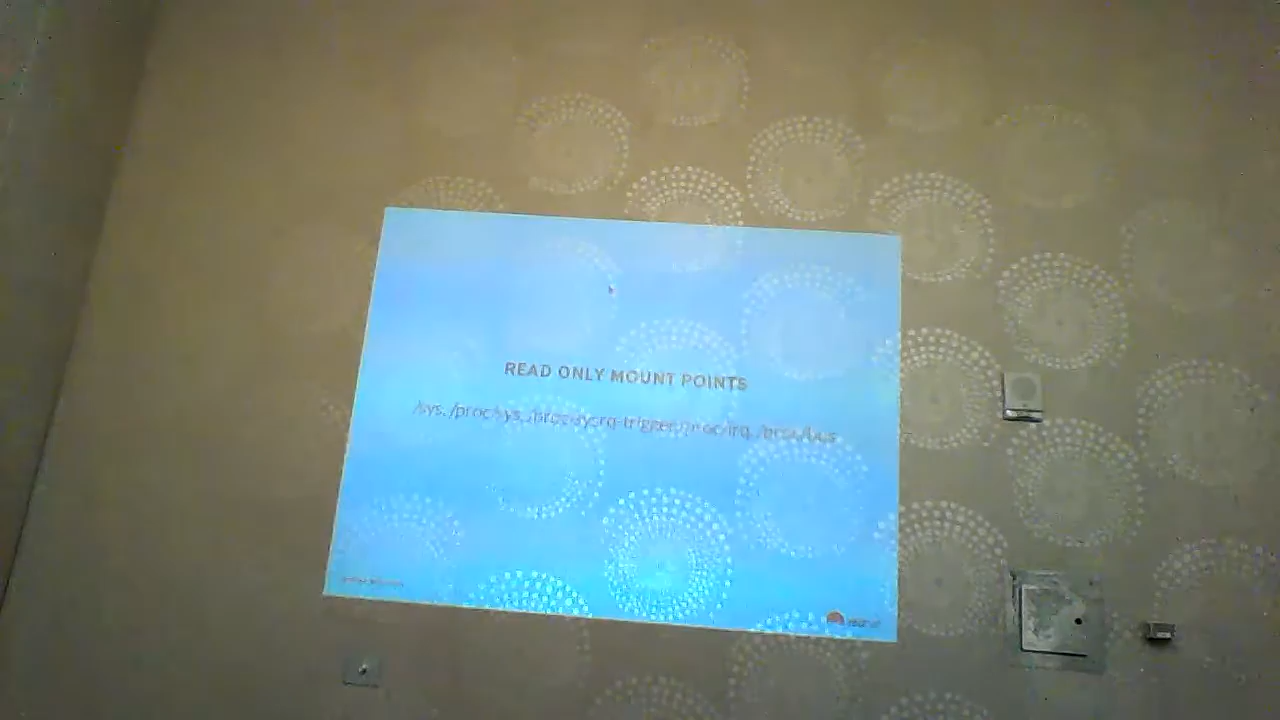 READ ONLY MOUNT POINTS
/sys, /proc/sys, /proc/sysrq-trigger, /proc/irq, /proc/bus